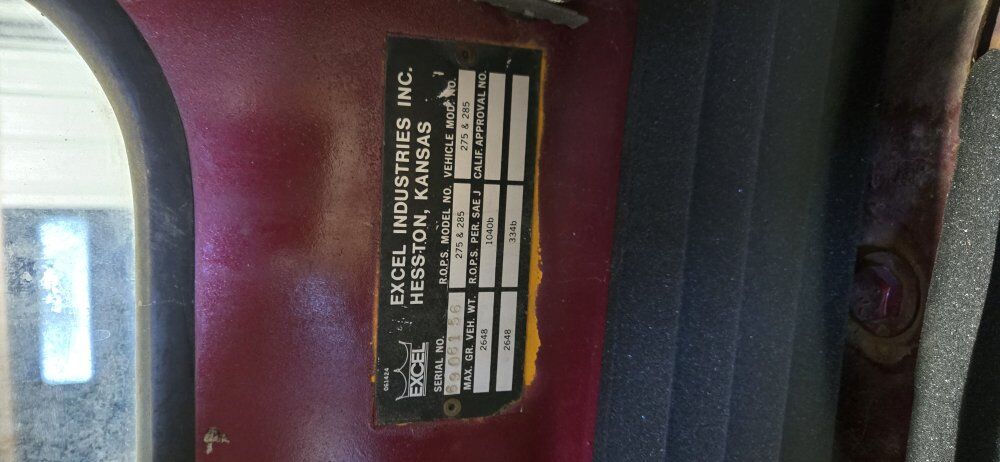 061424
EXCEL
EXCEL INDUSTRIES INC.
HESSTON, KANSAS
SERIAL NO. R.O.P.S. MODEL NO. VEHICLE MOD. NO.
275 & 285 275 & 285
MAX. GR. VEH. WT. R.O.P.S. PER. SAE J CALIF. APPROVAL NO.
2648 1040b
2648 334b